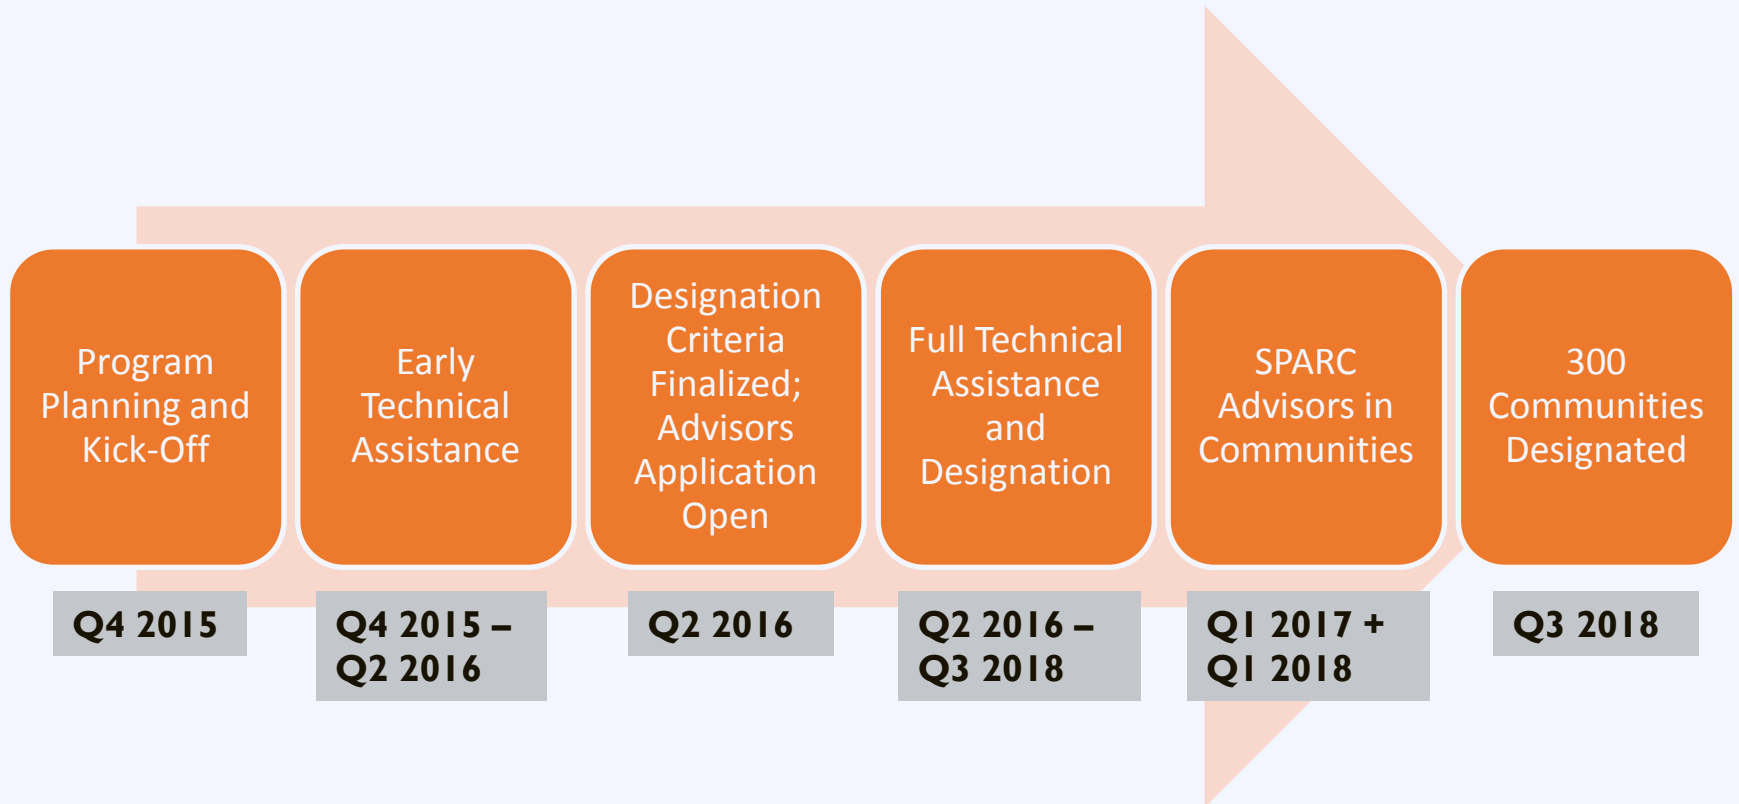 Program
Planning and
Kick-Off
Early
Technical
Assistance
Designation
Criteria
Finalized;
Advisors
Application
Open
Full Technical
Assistance
and
Designation
SPARC
Advisors in
Communities
300
Communities
Designated
Q4 2015
Q4 2015 –
Q2 2016
Q2 2016
Q2 2016 –
Q3 2018
Q1 2017 +
Q1 2018
Q3 2018